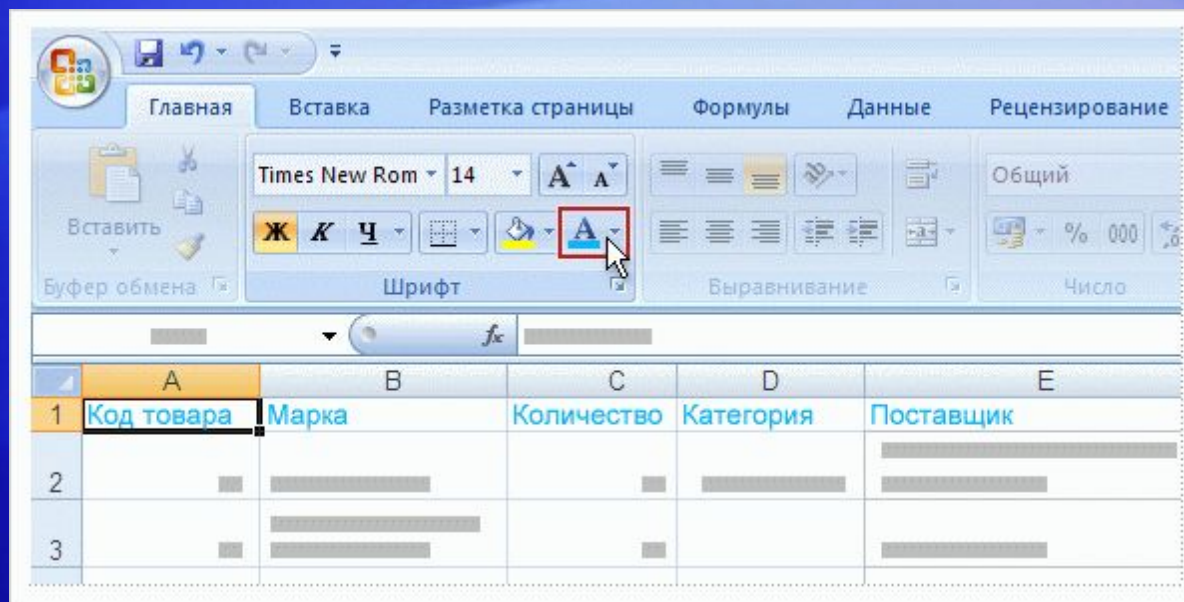 Главная Вставка Разметка страницы Формулы Данные Рецензирование
Times New Rom 14 A A Общий
Вставить Ж К Ч A % 000
Буфер обмена Шрифт Выравнивание Число
fx
A B C D E
1 Код товара Марка Количество Категория Поставщик
2
3